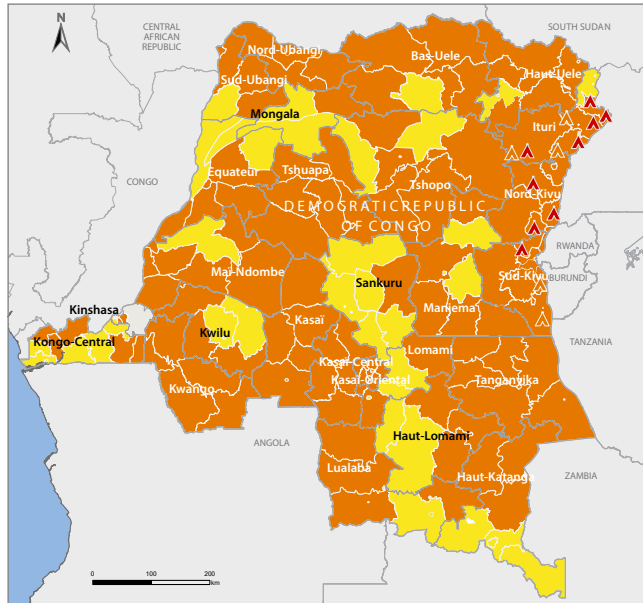 N
CENTRAL
AFRICAN
REPUBLIC
SOUTH SUDAN
Nord-Ubangi
Bas-Uele
Haut-Uele
Sud-Ubangi
Mongala
Ituri
CONGO
Equateur
Tshuapa
Tshopo
Nord-Kivu
DEMOCRATIC REPUBLIC
OF CONGO
RWANDA
Mai-Ndombe
Sankuru
Sud-Kivu
BURUNDI
Kinshasa
Maniema
Kasaï
Kwilu
Kongo-Central
Lomami
TANZANIA
Kasaï-Central
Kasaï-Oriental
Tanganyika
Kwango
ANGOLA
Haut-Lomami
Lualaba
Haut-Katanga
ZAMBIA
0 100 200
km